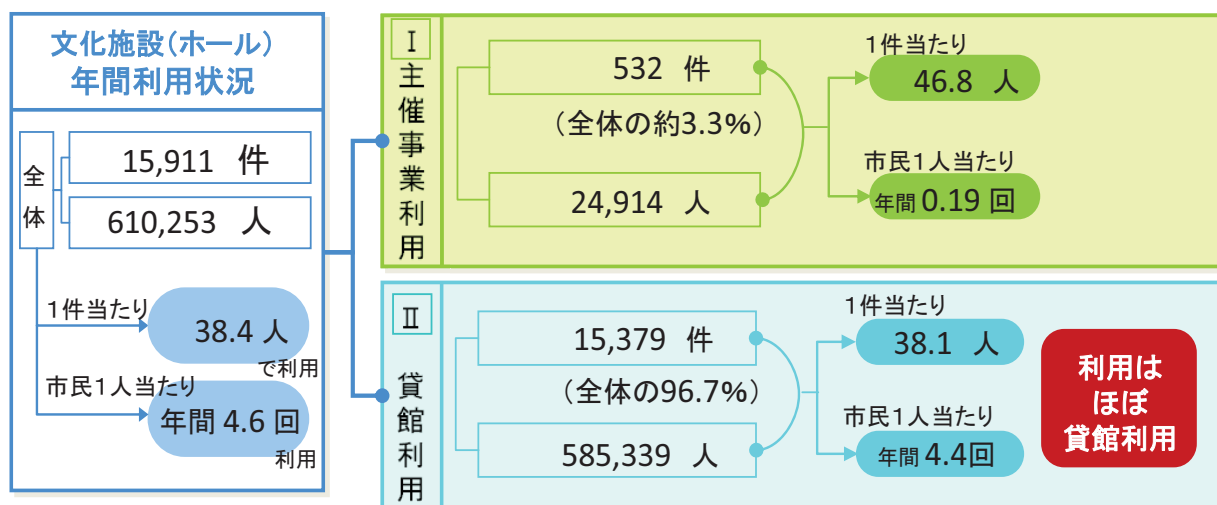 文化施設(ホール)
年間利用状況
全体
15,911 件
610,253 人
1件当たり
38.4 人
で利用
市民1人当たり
年間 4.6 回
利用
Ⅰ
主催事業利用
532 件
(全体の約3.3%)
24,914 人
1件当たり
46.8 人
市民1人当たり
年間 0.19 回
Ⅱ
貸館利用
15,379 件
(全体の96.7%)
585,339 人
1件当たり
38.1 人
市民1人当たり
年間 4.4回
利用は
ほぼ
貸館利用